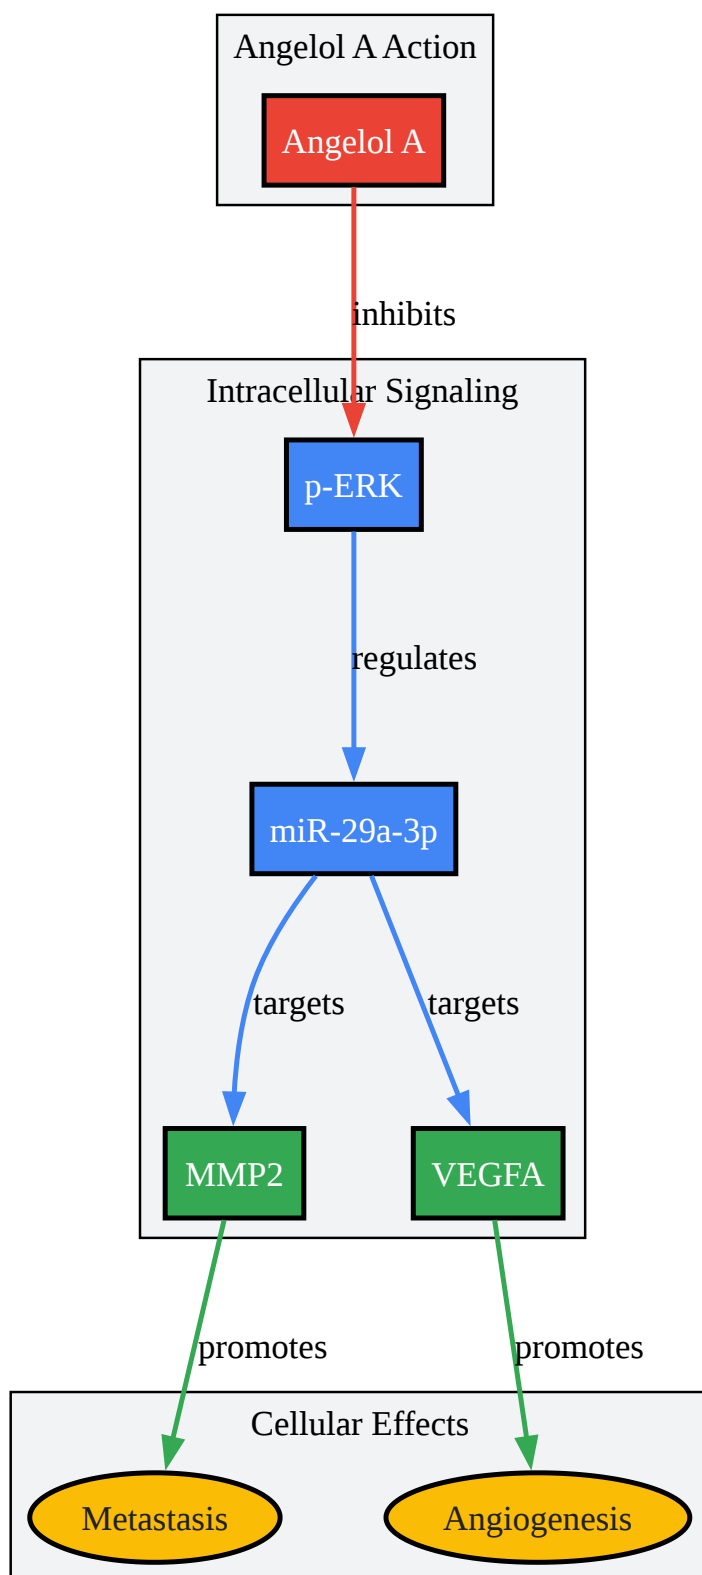 Angelol A Action
Angelol A
inhibits
Intracellular Signaling
p-ERK
regulates
miR-29a-3p
targets
targets
MMP2
VEGFA
promotes
promotes
Cellular Effects
Metastasis
Angiogenesis